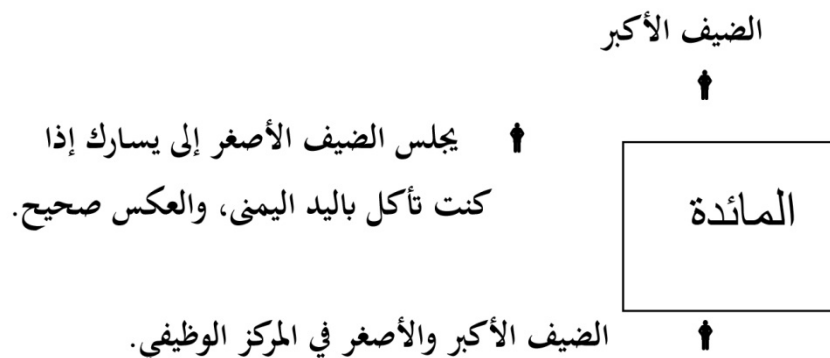 الضيف الأكبر
يجلس الضيف الأصغر إلى يسارك إذا
كنت تأكل باليد اليمنى، والعكس صحيح.
المائدة
الضيف الأكبر والأصغر في المركز الوظيفي.